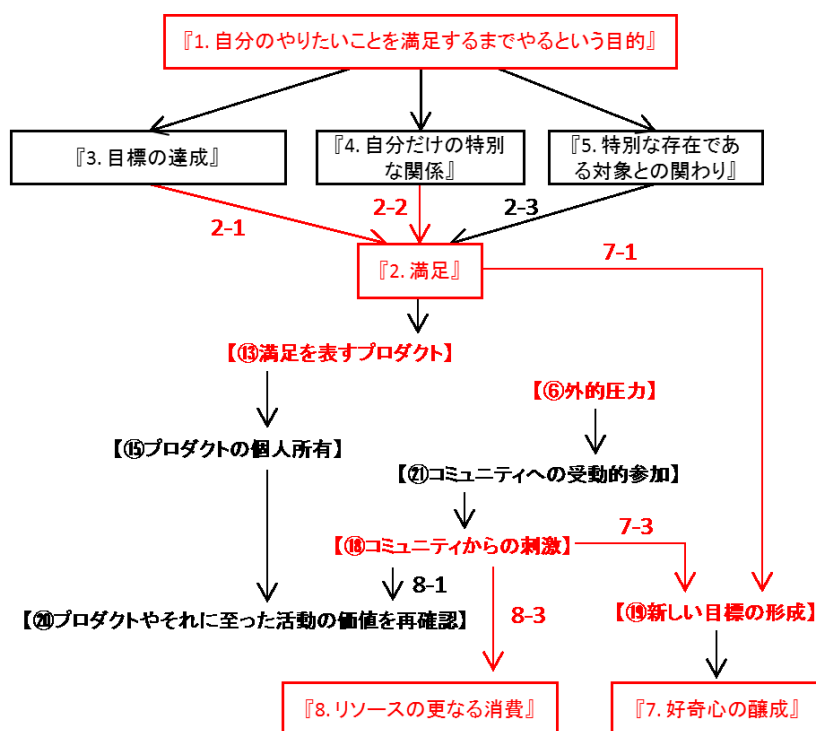 『1. 自分のやりたいことを満足するまでやるという目的』
『3. 目標の達成』
『4. 自分だけの特別
な関係』
『5. 特別な存在であ
る対象との関わり』
2-1
2-2
2-3
『2. 満足』
7-1
【⑬満足を表すプロダクト】
【⑥外的圧力】
【⑮プロダクトの個人所有】
【㉑コミュニティへの受動的参加】
【⑱コミュニティからの刺激】
7-3
8-1
【⑳プロダクトやそれに至った活動の価値を再確認】
8-3
【⑲新しい目標の形成】
『8. リソースの更なる消費』
『7. 好奇心の醸成』